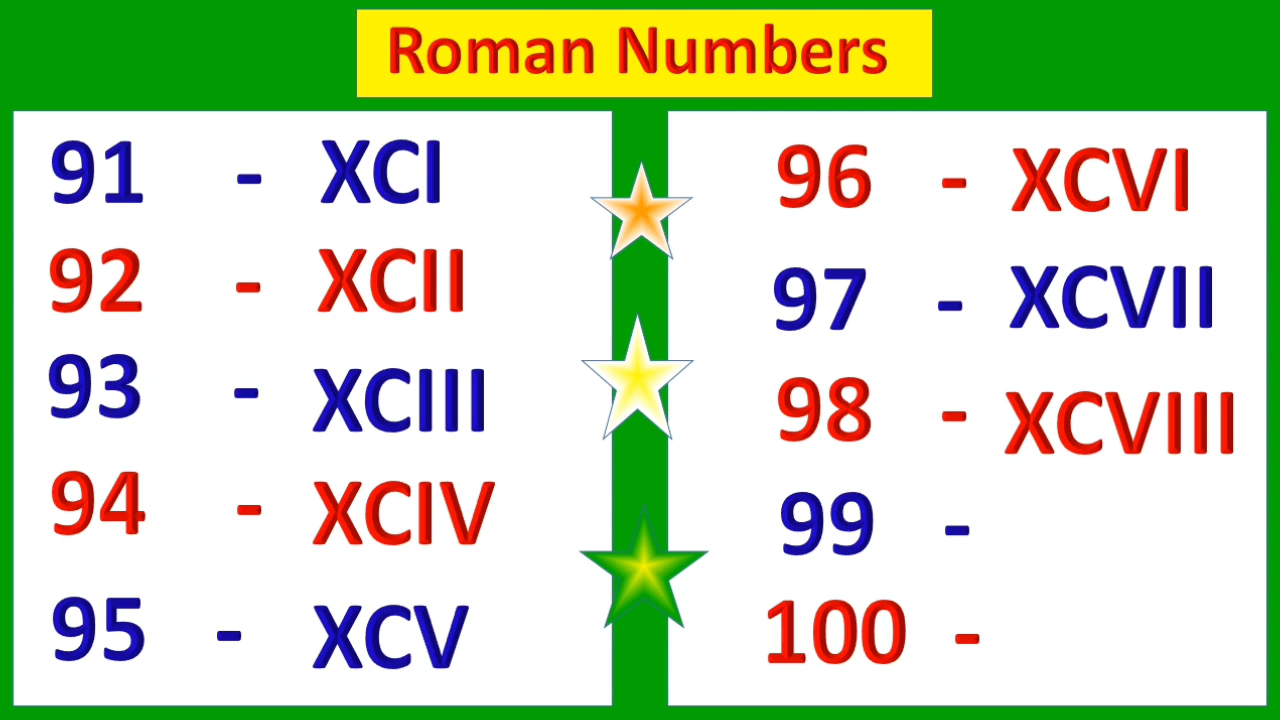 Roman Numbers
91 - XCI
92 - XCII
93 - XCIII
94 - XCIV
95 - XCV
96 - XCVI
97 - XCVII
98 - XCVIII
99 -
100 -